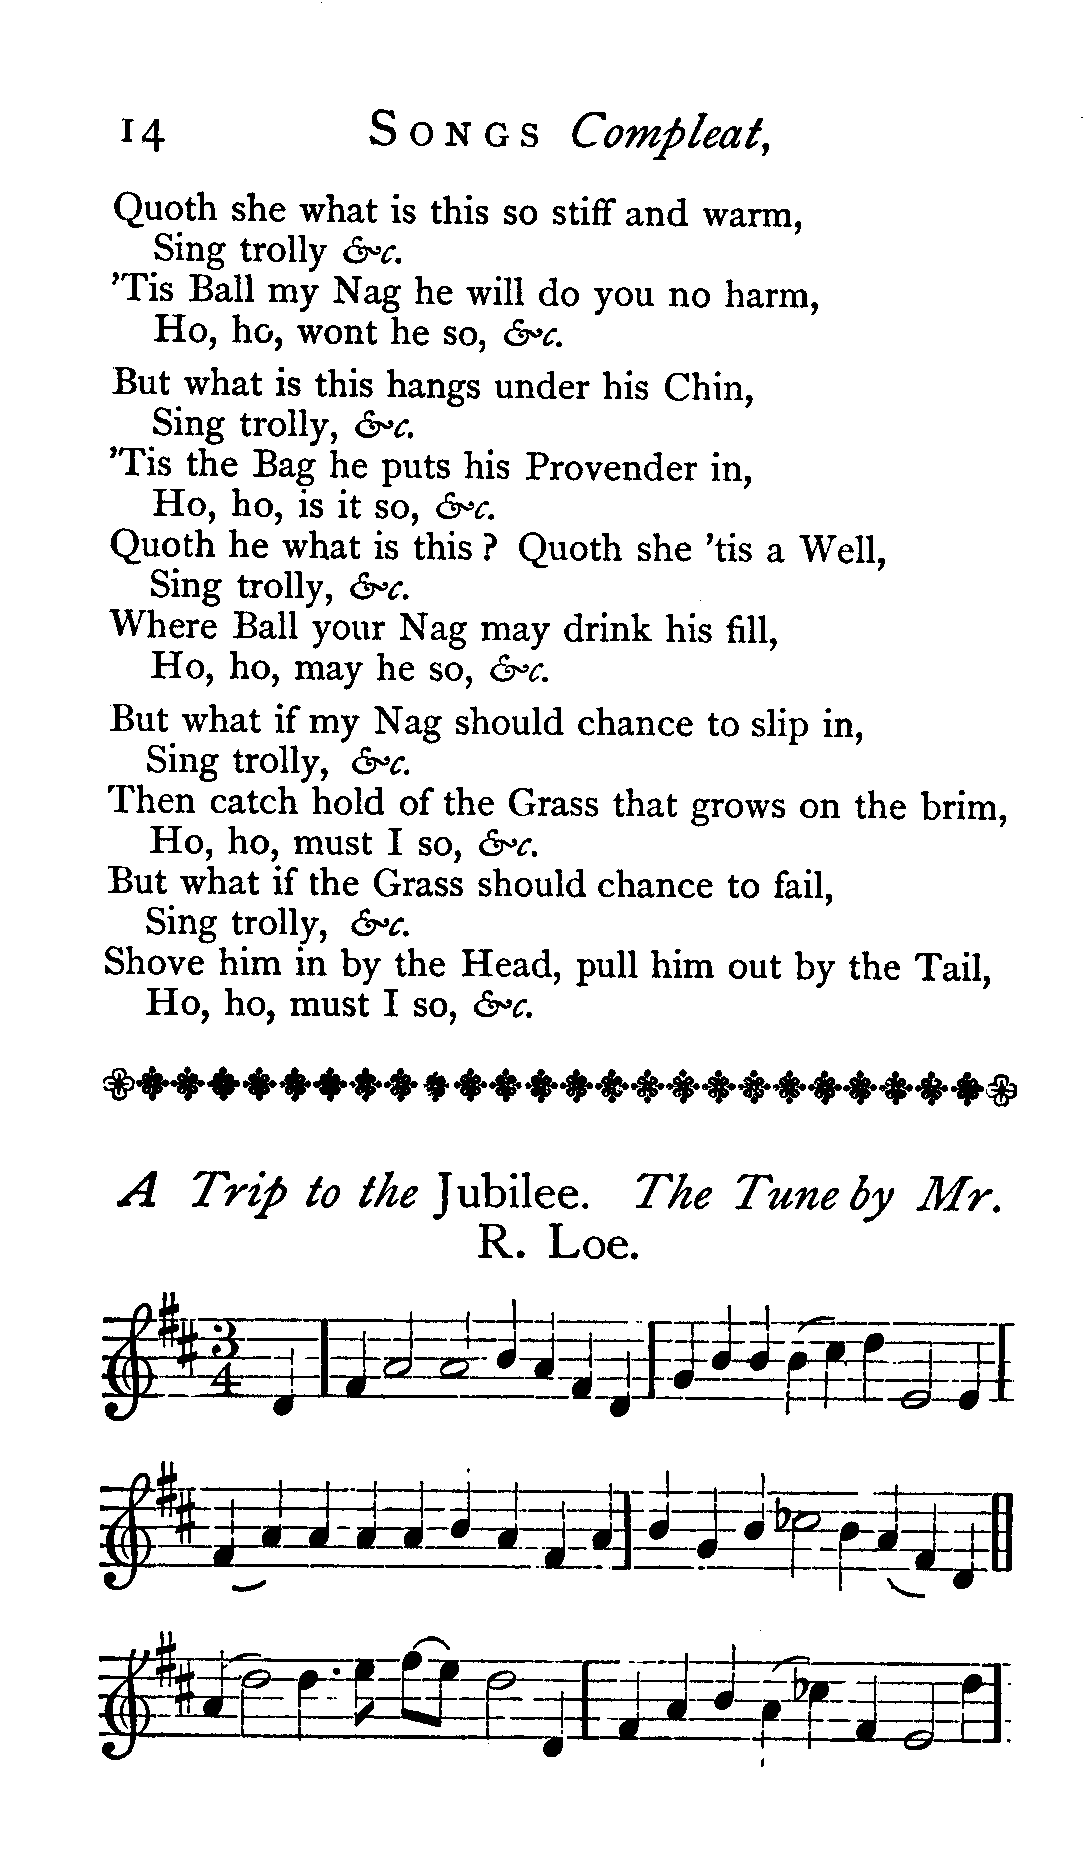 14 SONGS Compleat,
Quoth she what is this so stiff and warm,
Sing trolly &c.
'Tis Ball my Nag he will do you no harm,
Ho, ho, wont he so, &c.
But what is this hangs under his Chin,
Sing trolly, &c.
'Tis the Bag he puts his Provender in,
Ho, ho, is it so, &c.
Quoth he what is this ? Quoth she 'tis a Well,
Sing trolly, &c.
Where Ball your Nag may drink his fill,
Ho, ho, may he so, &c.
But what if my Nag should chance to slip in,
Sing trolly, &c.
Then catch hold of the Grass that grows on the brim,
Ho, ho, must I so, &c.
But what if the Grass should chance to fail,
Sing trolly, &c.
Shove him in by the Head, pull him out by the Tail,
Ho, ho, must I so, &c.
A Trip to the Jubilee. The Tune by Mr.
R. Loe.
3
4